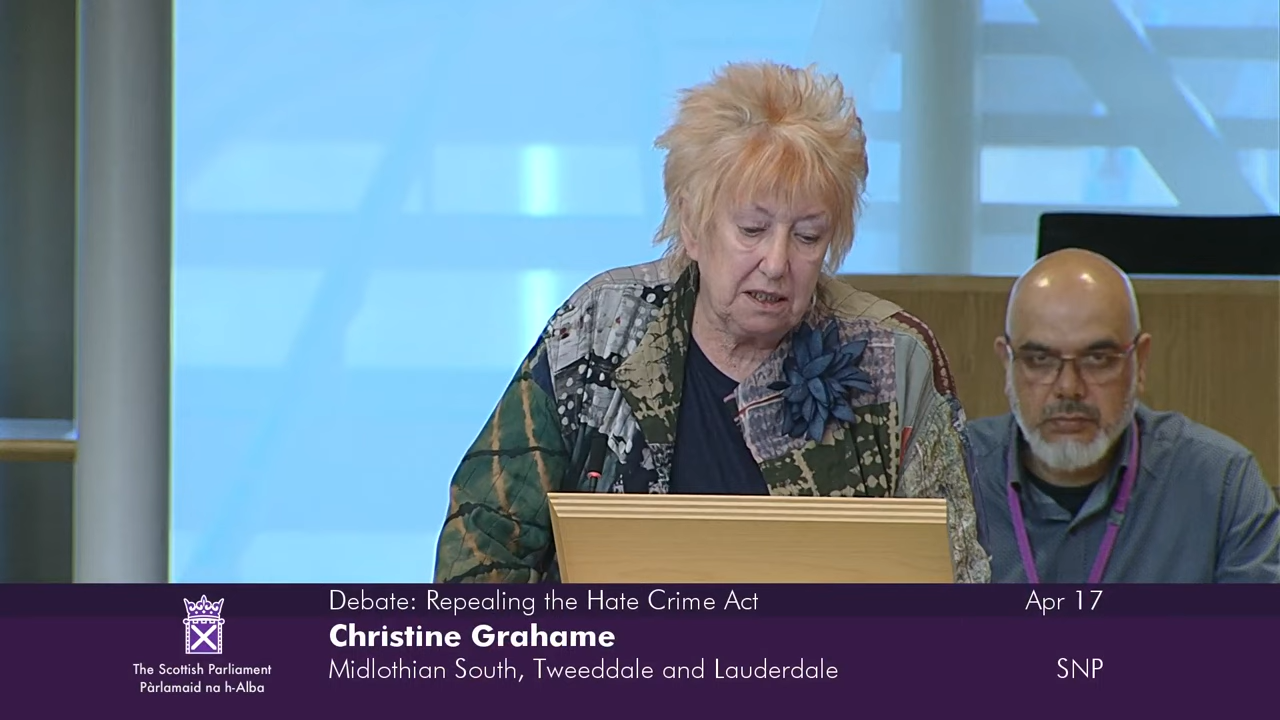 Debate: Repealing the Hate Crime Act Apr 17
Christine Grahame
Midlothian South, Tweeddale and Lauderdale SNP
The Scottish Parliament
Pàrlamaid na h-Alba